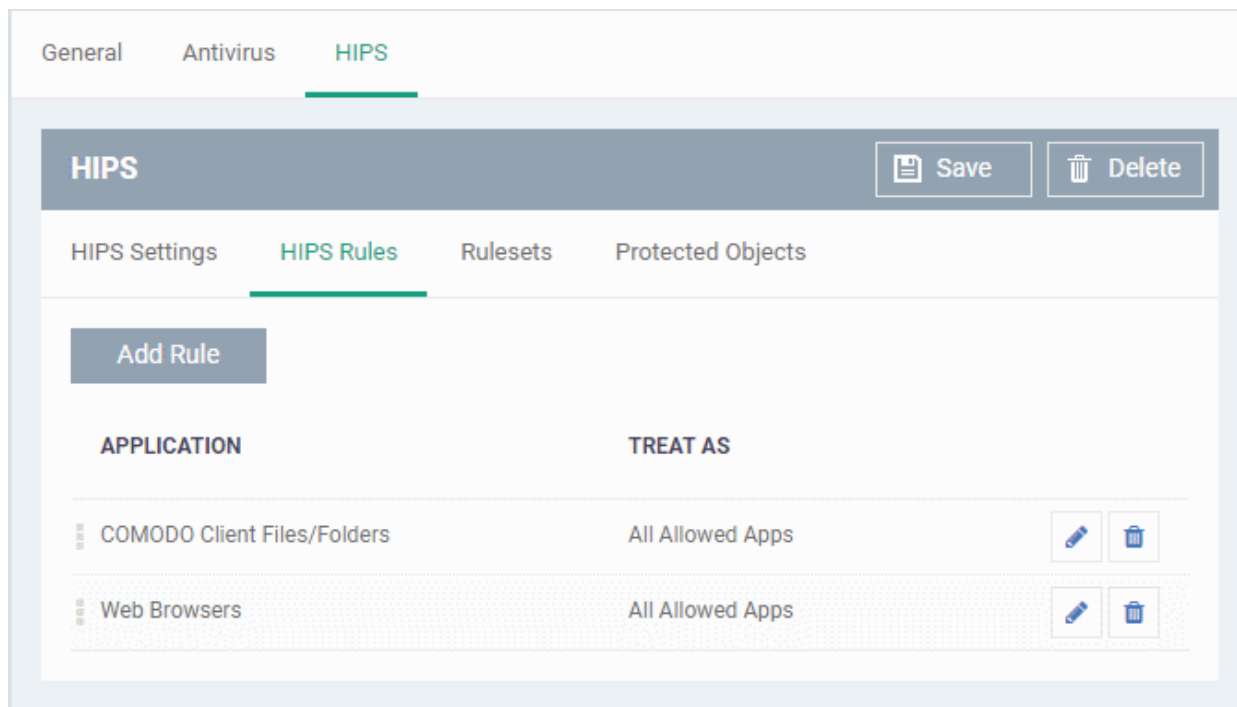 General Antivirus HIPS
HIPS Save Delete
HIPS Settings HIPS Rules Rulesets Protected Objects
Add Rule
APPLICATION TREAT AS
COMODO Client Files/Folders All Allowed Apps
Web Browsers All Allowed Apps